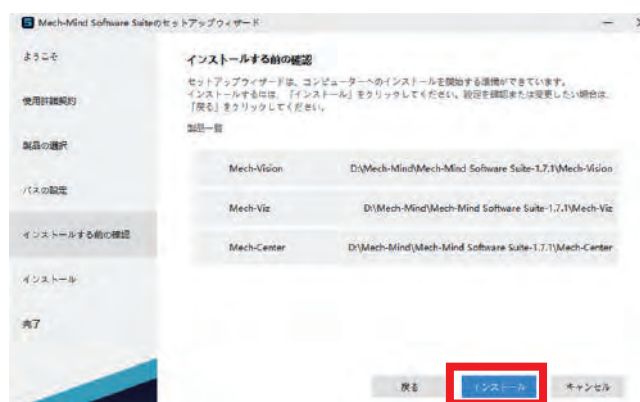 Mech-Mind Software Suiteのセットアップウィザード
ようこそ
使用許諾契約
製品の選択
パスの設定
インストールする前の確認
インストール
完了
インストールする前の確認
セットアップウィザードは、コンピューターへのインストールを開始する準備ができています。
インストールするには、「インストール」をクリックしてください。設定を確認または変更したい場合は、
「戻る」をクリックしてください。
製品一覧
Mech-Vision D:\Mech-Mind\Mech-Mind Software Suite-1.7.1\Mech-Vision
Mech-Viz D:\Mech-Mind\Mech-Mind Software Suite-1.7.1\Mech-Viz
Mech-Center D:\Mech-Mind\Mech-Mind Software Suite-1.7.1\Mech-Center
戻る インストール キャンセル